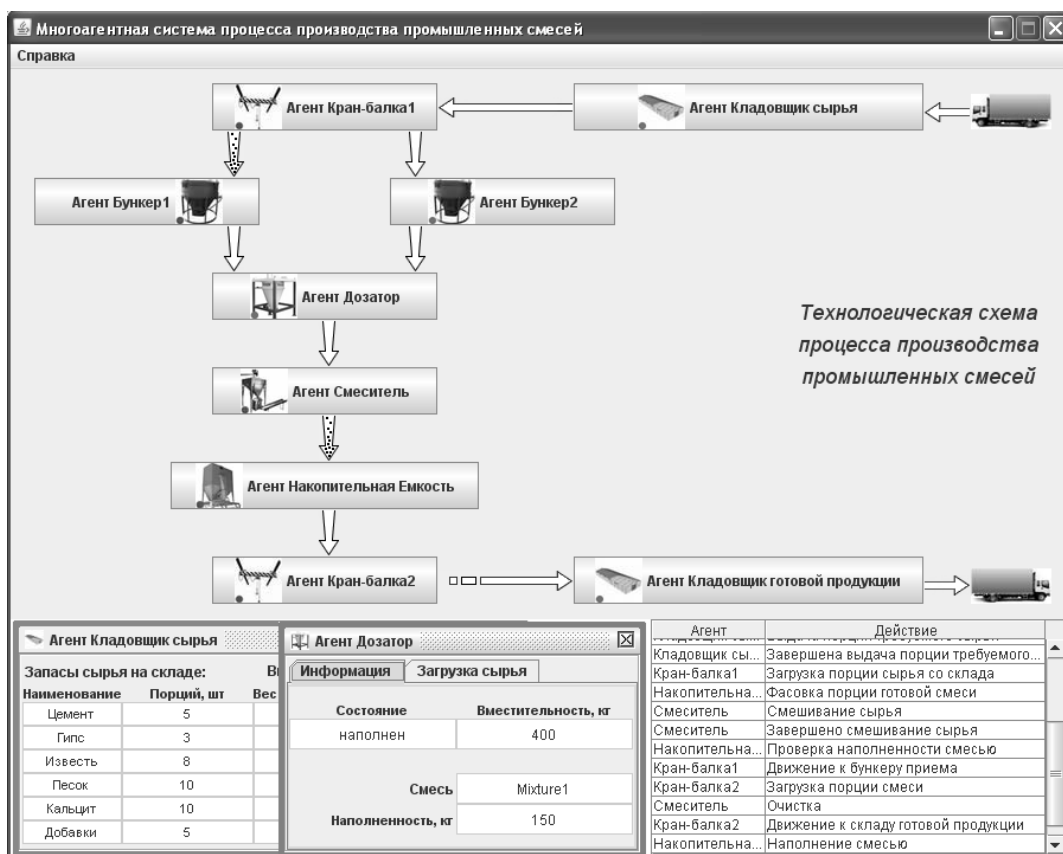 Многоагентная система процесса производства промышленных смесей
Справка
Агент Кран-балка1
Агент Кладовщик сырья
Агент Бункер1
Агент Бункер2
Агент Дозатор
Технологическая схема
процесса производства
промышленных смесей
Агент Смеситель
Агент Накопительная Емкость
Агент Кран-балка2
Агент Кладовщик готовой продукции
Агент Кладовщик сырья
Запасы сырья на складе:
Наименование Порций, шт Вес
Цемент 5
Гипс 3
Известь 8
Песок 10
Кальцит 10
Добавки 5
Агент Дозатор
Информация Загрузка сырья
Состояние Вместительность, кг
наполнен 400
Смесь Mixture1
Наполненность, кг 150
Агент Действие
Кладовщик сы... Завершена выдача порции требуемого...
Кран-балка1 Загрузка порции сырья со склада
Накопительна... Фасовка порции готовой смеси
Смеситель Смешивание сырья
Смеситель Завершено смешивание сырья
Накопительна... Проверка наполненности смесью
Кран-балка1 Движение к бункеру приема
Кран-балка2 Загрузка порции смеси
Смеситель Очистка
Кран-балка2 Движение к складу готовой продукции
Накопительна... Наполнение смесью